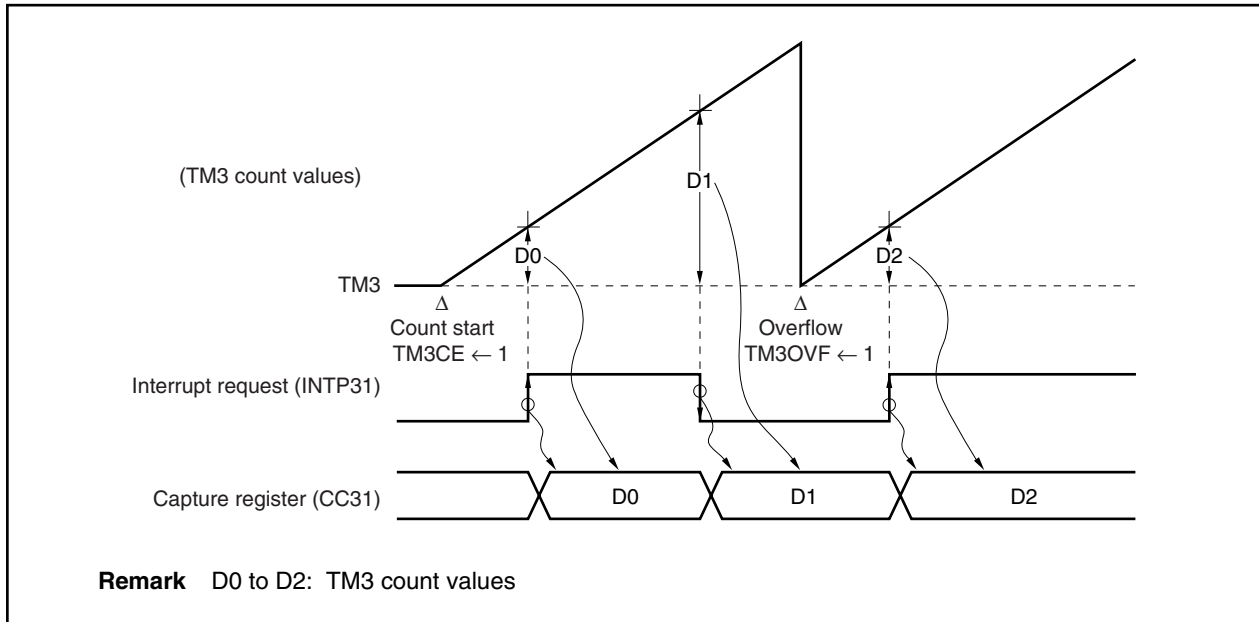 (TM3 count values)
D1
D0
D2
TM3
Δ
Δ
Count start
Overflow
TM3CE ← 1
TM3OVF ← 1
Interrupt request (INTP31)
Capture register (CC31)
D0
D1
D2
Remark D0 to D2: TM3 count values